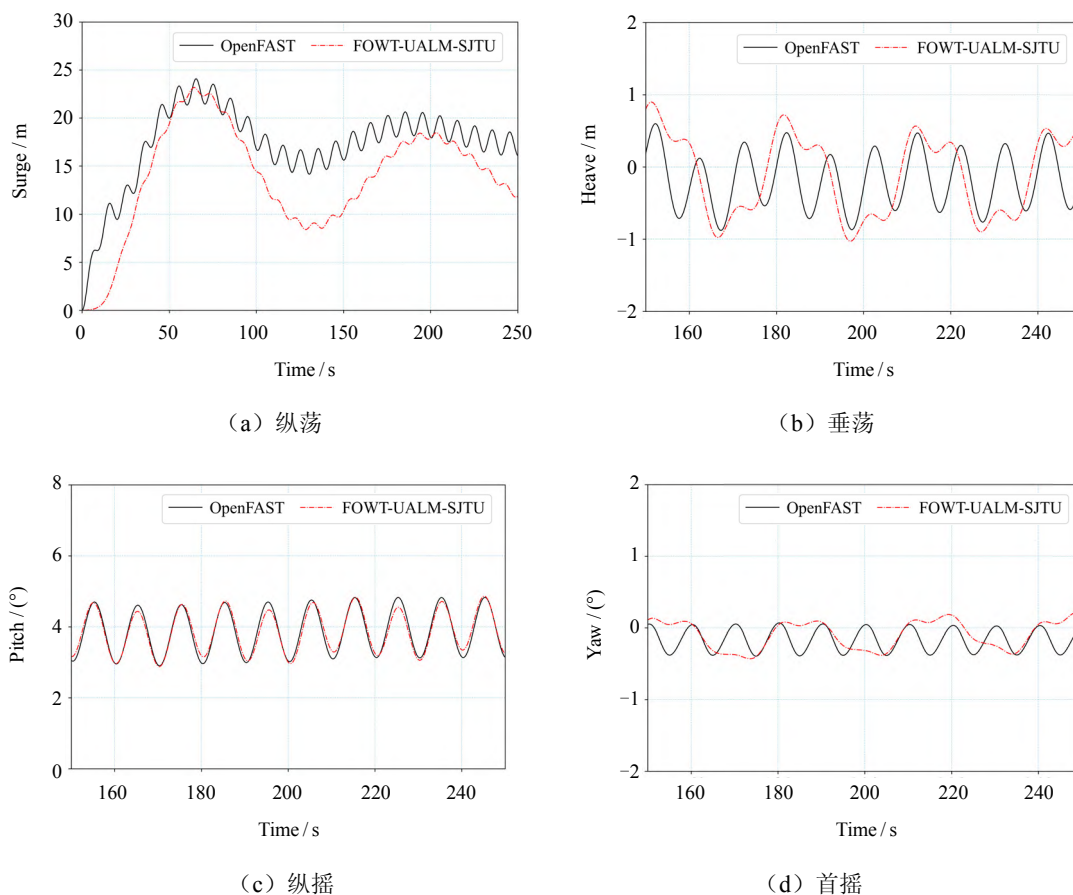 30
25
20
15
10
5
0
Surge / m
OpenFAST
FOWT-UALM-SJTU
0
50
100
150
200
250
Time / s
（a）纵荡
2
1
0
−1
−2
Heave / m
OpenFAST
FOWT-UALM-SJTU
160
180
200
220
240
Time / s
（b）垂荡
8
6
4
2
0
Pitch / (°)
OpenFAST
FOWT-UALM-SJTU
160
180
200
220
240
Time / s
（c）纵摇
2
1
0
−1
−2
Yaw / (°)
OpenFAST
FOWT-UALM-SJTU
160
180
200
220
240
Time / s
（d）首摇